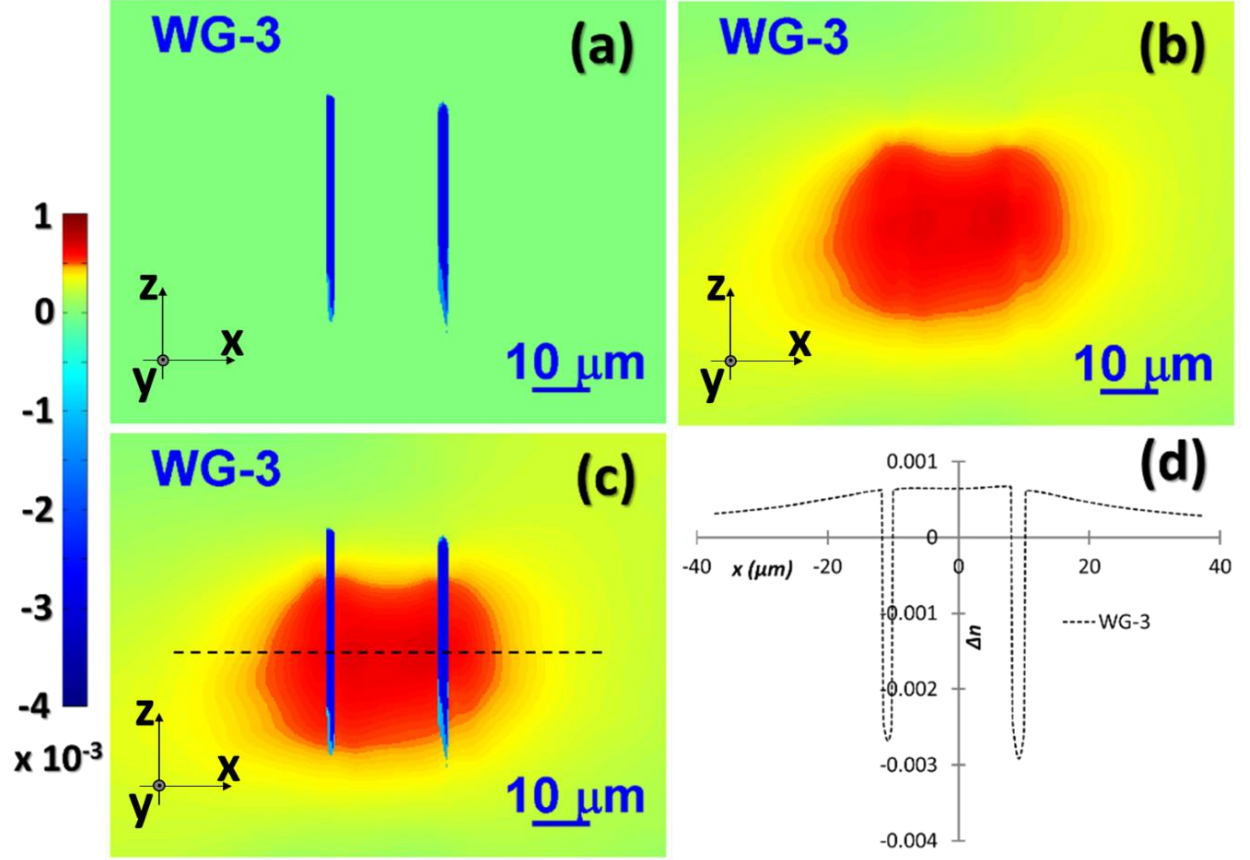 WG-3 (a)
z
x
y
10 μm
WG-3 (b)
z
x
y
10 μm
1
0
-1
-2
-3
-4
x 10-3
WG-3 (c)
z
x
y
10 μm
(d)
0.001
0
-0.001
-0.002
-0.003
-0.004
-40
-20
0
20
40
x (μm)
Δn
WG-3